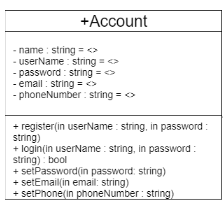 +Account
- name : string = <>
- userName : string = <>
- password : string = <>
- email : string = <>
- phoneNumber : string = <>
+ register(in userName : string, in password :
string)
+ login(in userName : string, in password :
string) : bool
+ setPassword(in password: string)
+ setEmail(in email: string)
+ setPhone(in phoneNumber : string)